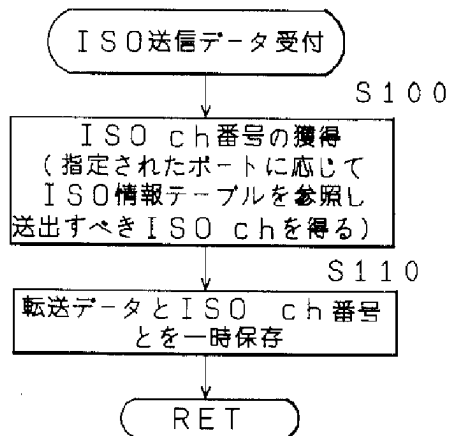 ISO送信データ受付
S100
ISO ch番号の獲得
(指定されたポートに応じて
ISO情報テーブルを参照し
送出すべきISO chを得る)
S110
転送データとISO ch番号
とを一時保存
RET